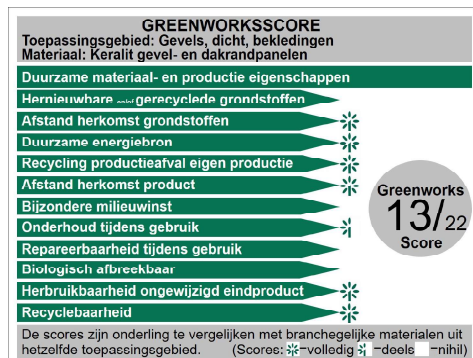 GREENWORKSSCORE
Toepassingsgebied: Gevels, dicht, bekledingen
Materiaal: Keralit gevel- en dakrandpanelen
Duurzame materiaal- en productie eigenschappen
Hernieuwbare en/of gerecyclede grondstoffen
Afstand herkomst grondstoffen
Duurzame energiebron
Recycling productieafval eigen productie
Afstand herkomst product
Bijzondere milieuwinst
Onderhoud tijdens gebruik
Repareerbaarheid tijdens gebruik
Biologisch afbreekbaar
Herbruikbaarheid ongewijzigd eindproduct
Recyclebaarheid
Greenworks
13/22
Score
De scores zijn onderling te vergelijken met branchegelijke materialen uit
hetzelfde toepassingsgebied. (Scores: =volledig =deels =nihil)